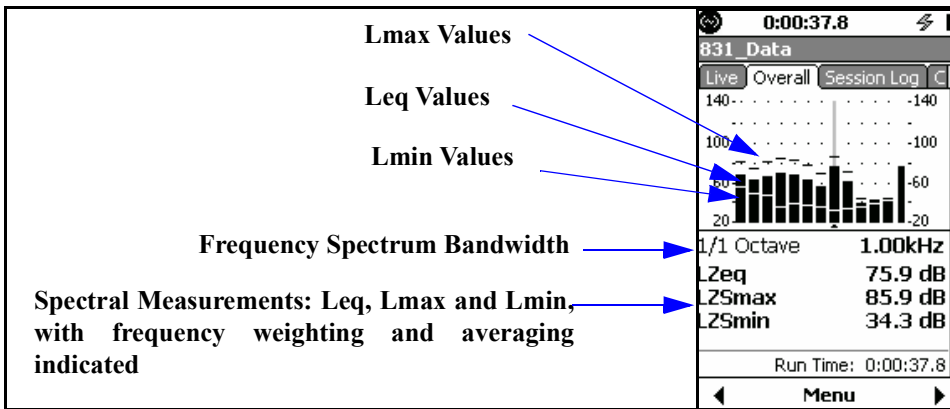 Lmax Values
Leq Values
Lmin Values
Frequency Spectrum Bandwidth
Spectral Measurements: Leq, Lmax and Lmin,
with frequency weighting and averaging
indicated
0:00:37.8
831_Data
Live Overall Session Log C
140 -140
100 -100
60 -60
20 -20
1/1 Octave 1.00kHz
LZeq 75.9 dB
LZSmax 85.9 dB
LZSmin 34.3 dB
Run Time: 0:00:37.8
Menu